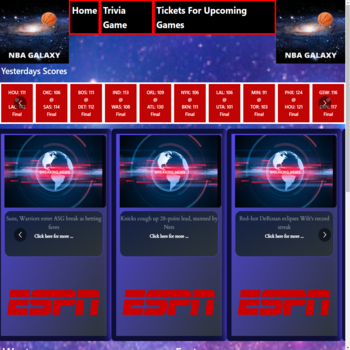 Home
Trivia
Game
Tickets For Upcoming
Games
NBA GALAXY
NBA GALAXY
Yesterdays Scores
HOU: 111
@
Final
OKC: 106
@
SAS: 114
Final
BOS: 111
@
DET: 112
Final
IND: 113
@
WAS: 108
Final
ORL: 109
@
ATL: 130
Final
NYK: 106
@
BKN: 111
Final
LAL: 106
@
UTA: 101
Final
MIN: 91
@
TOR: 103
Final
PHI: 124
@
HOU: 121
Final
GSW: 116
117
Final
BREAKING NEWS
BREAKING NEWS
BREAKING NEWS
Suns, Warriors enter ASG break as betting
faves
Click here for more ...
Knicks cough up 28-point lead, stunned by
Nets
Click here for more ...
Red-hot DeRozan eclipses Wilt's record
streak
Click here for more ...
ESPN
ESPN
ESPN